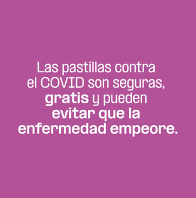 Las pastillas contra
el COVID son seguras,
gratis y pueden
evitar que la
enfermedad empeore.